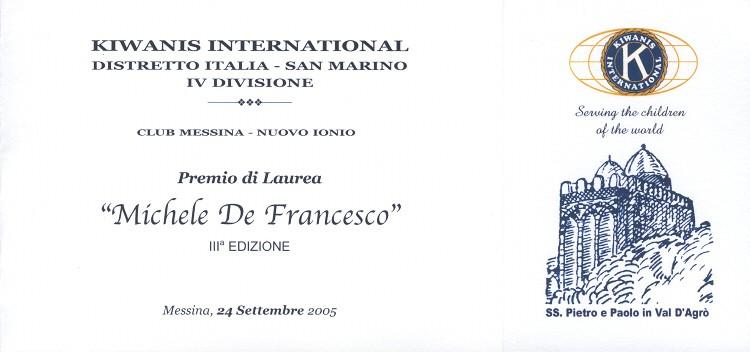 KIWANIS INTERNATIONAL
DISTRETTO ITALIA - SAN MARINO
IV DIVISIONE
CLUB MESSINA - NUOVO IONIO
Premio di Laurea
“Michele De Francesco”
IIIª EDIZIONE
Messina, 24 Settembre 2005
KIWANIS
K
INTERNATIONAL
Serving the children
of the world
SS. Pietro e Paolo in Val D'Agrò